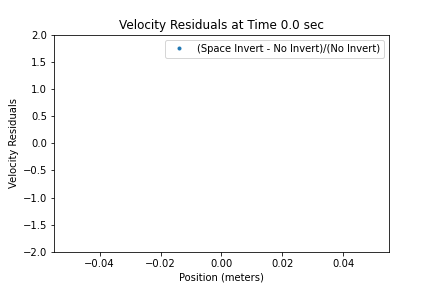 Velocity Residuals at Time 0.0 sec
(Space Invert - No Invert)/(No Invert)
2.0
1.5
1.0
0.5
0.0
−0.5
−1.0
−1.5
−2.0
Velocity Residuals
−0.04 −0.02 0.00 0.02 0.04
Position (meters)